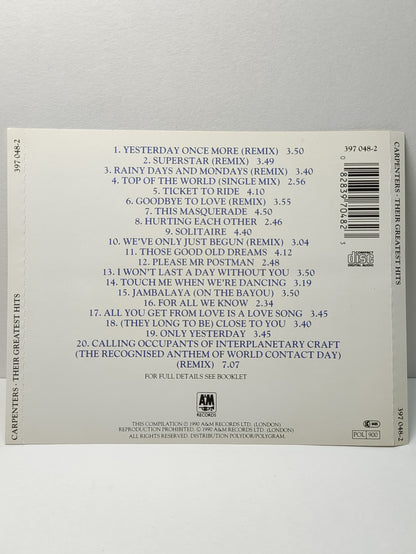 CARPENTERS · THEIR GREATEST HITS
397 048-2
1. YESTERDAY ONCE MORE (REMIX) 3.50
2. SUPERSTAR (REMIX) 3.49
3. RAINY DAYS AND MONDAYS (REMIX) 3.40
4. TOP OF THE WORLD (SINGLE MIX) 2.56
5. TICKET TO RIDE 4.10
6. GOODBYE TO LOVE (REMIX) 3.55
7. THIS MASQUERADE 4.50
8. HURTING EACH OTHER 2.46
9. SOLITAIRE 4.40
10. WE'VE ONLY JUST BEGUN (REMIX) 3.04
11. THOSE GOOD OLD DREAMS 4.12
12. PLEASE MR POSTMAN 2.48
13. I WON'T LAST A DAY WITHOUT YOU 3.50
14. TOUCH ME WHEN WE'RE DANCING 3.19
15. JAMBALAYA (ON THE BAYOU) 3.50
16. FOR ALL WE KNOW 2.34
17. ALL YOU GET FROM LOVE IS A LOVE SONG 3.45
18. (THEY LONG TO BE) CLOSE TO YOU 3.40
19. ONLY YESTERDAY 3.45
20. CALLING OCCUPANTS OF INTERPLANETARY CRAFT
(THE RECOGNISED ANTHEM OF WORLD CONTACT DAY)
(REMIX) 7.07
FOR FULL DETAILS SEE BOOKLET
A&M
RECORDS
THIS COMPILATION ℗ 1990 A&M RECORDS LTD. (LONDON)
REPRODUCTION PROHIBITED. © 1990 A&M RECORDS LTD. (LONDON)
ALL RIGHTS RESERVED. DISTRIBUTION POLYDOR/POLYGRAM.
397 048-2
0 82839 70482 3
COMPACT
disc
DIGITAL AUDIO
POL 900
CARPENTERS · THEIR GREATEST HITS
397 048-2